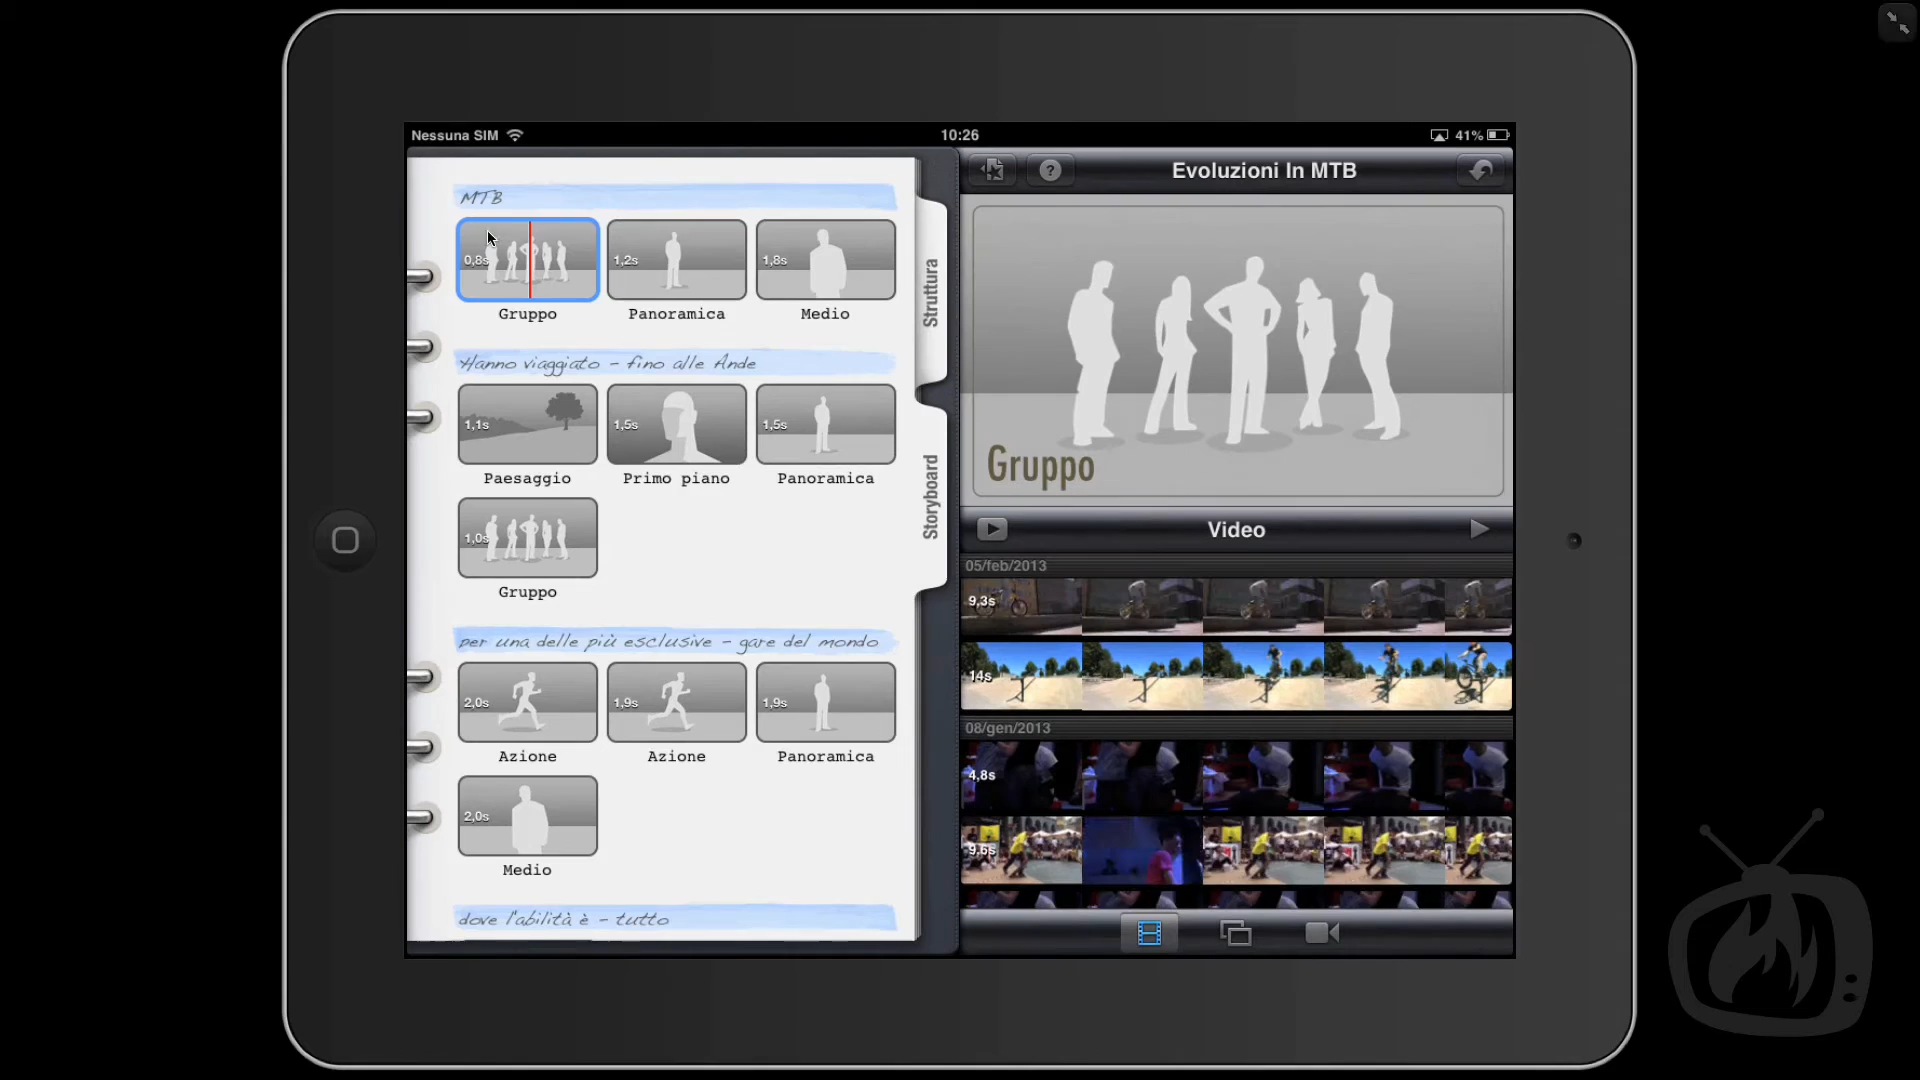 Nessuna SIM
10:26
41%
MTB
0,8s
1,2s
1,8s
Gruppo
Panoramica
Medio
Hanno viaggiato - fino alle Ande
1,1s
1,5s
1,5s
Paesaggio
Primo piano
Panoramica
1,0s
Gruppo
per una delle più esclusive - gare del mondo
2,0s
1,9s
1,9s
Azione
Azione
Panoramica
2,0s
Medio
dove l'abilità è - tutto
Struttura
Storyboard
?
Evoluzioni In MTB
Gruppo
Video
05/feb/2013
9,3s
14s
08/gen/2013
4,8s
9,6s